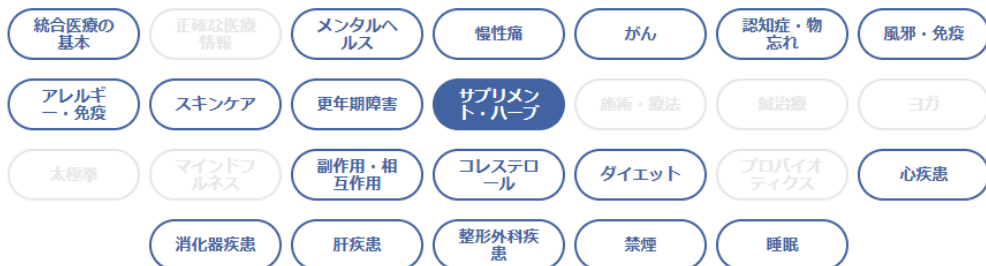 統合医療の
基本
正確な医療
情報
メンタルヘ
ルス
慢性痛
がん
認知症・物
忘れ
風邪・免疫
アレルギ
ー・免疫
スキンケア
更年期障害
サプリメン
ト・ハーブ
施術・療法
鍼治療
ヨガ
太極拳
マインドフ
ルネス
副作用・相
互作用
コレステロ
ール
ダイエット
プロバイオ
ティクス
心疾患
消化器疾患
肝疾患
整形外科疾
患
禁煙
睡眠